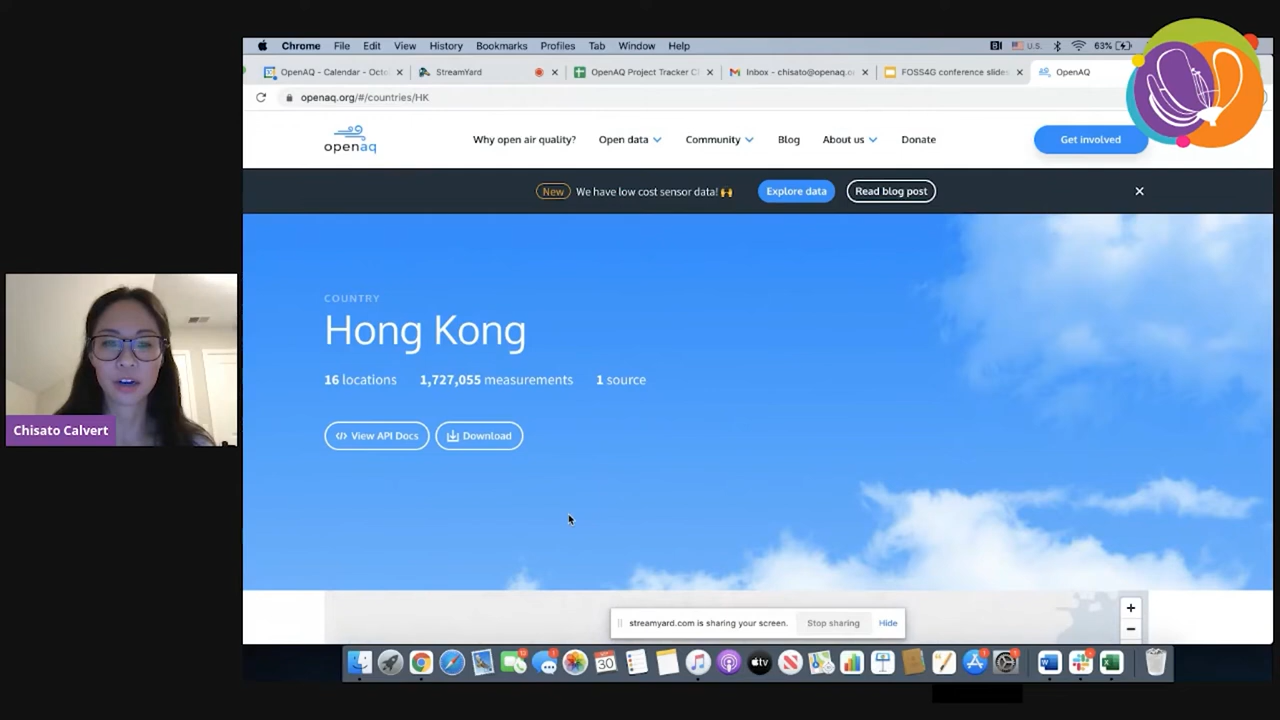 Chrome File Edit View History Bookmarks Profiles Tab Window Help U.S. 63%
OpenAQ - Calendar - Octo StreamYard OpenAQ Project Tracker C Inbox - chisato@openaq.o FOSS4G conference slides OpenAQ
openaq.org/#/countries/HK
openaq
Why open air quality? Open data Community Blog About us Donate Get involved
New We have low cost sensor data! 🙌 Explore data Read blog post
COUNTRY
Hong Kong
16 locations 1,727,055 measurements 1 source
</> View API Docs Download
Chisato Calvert
+
−
streamyard.com is sharing your screen. Stop sharing Hide
30
tv